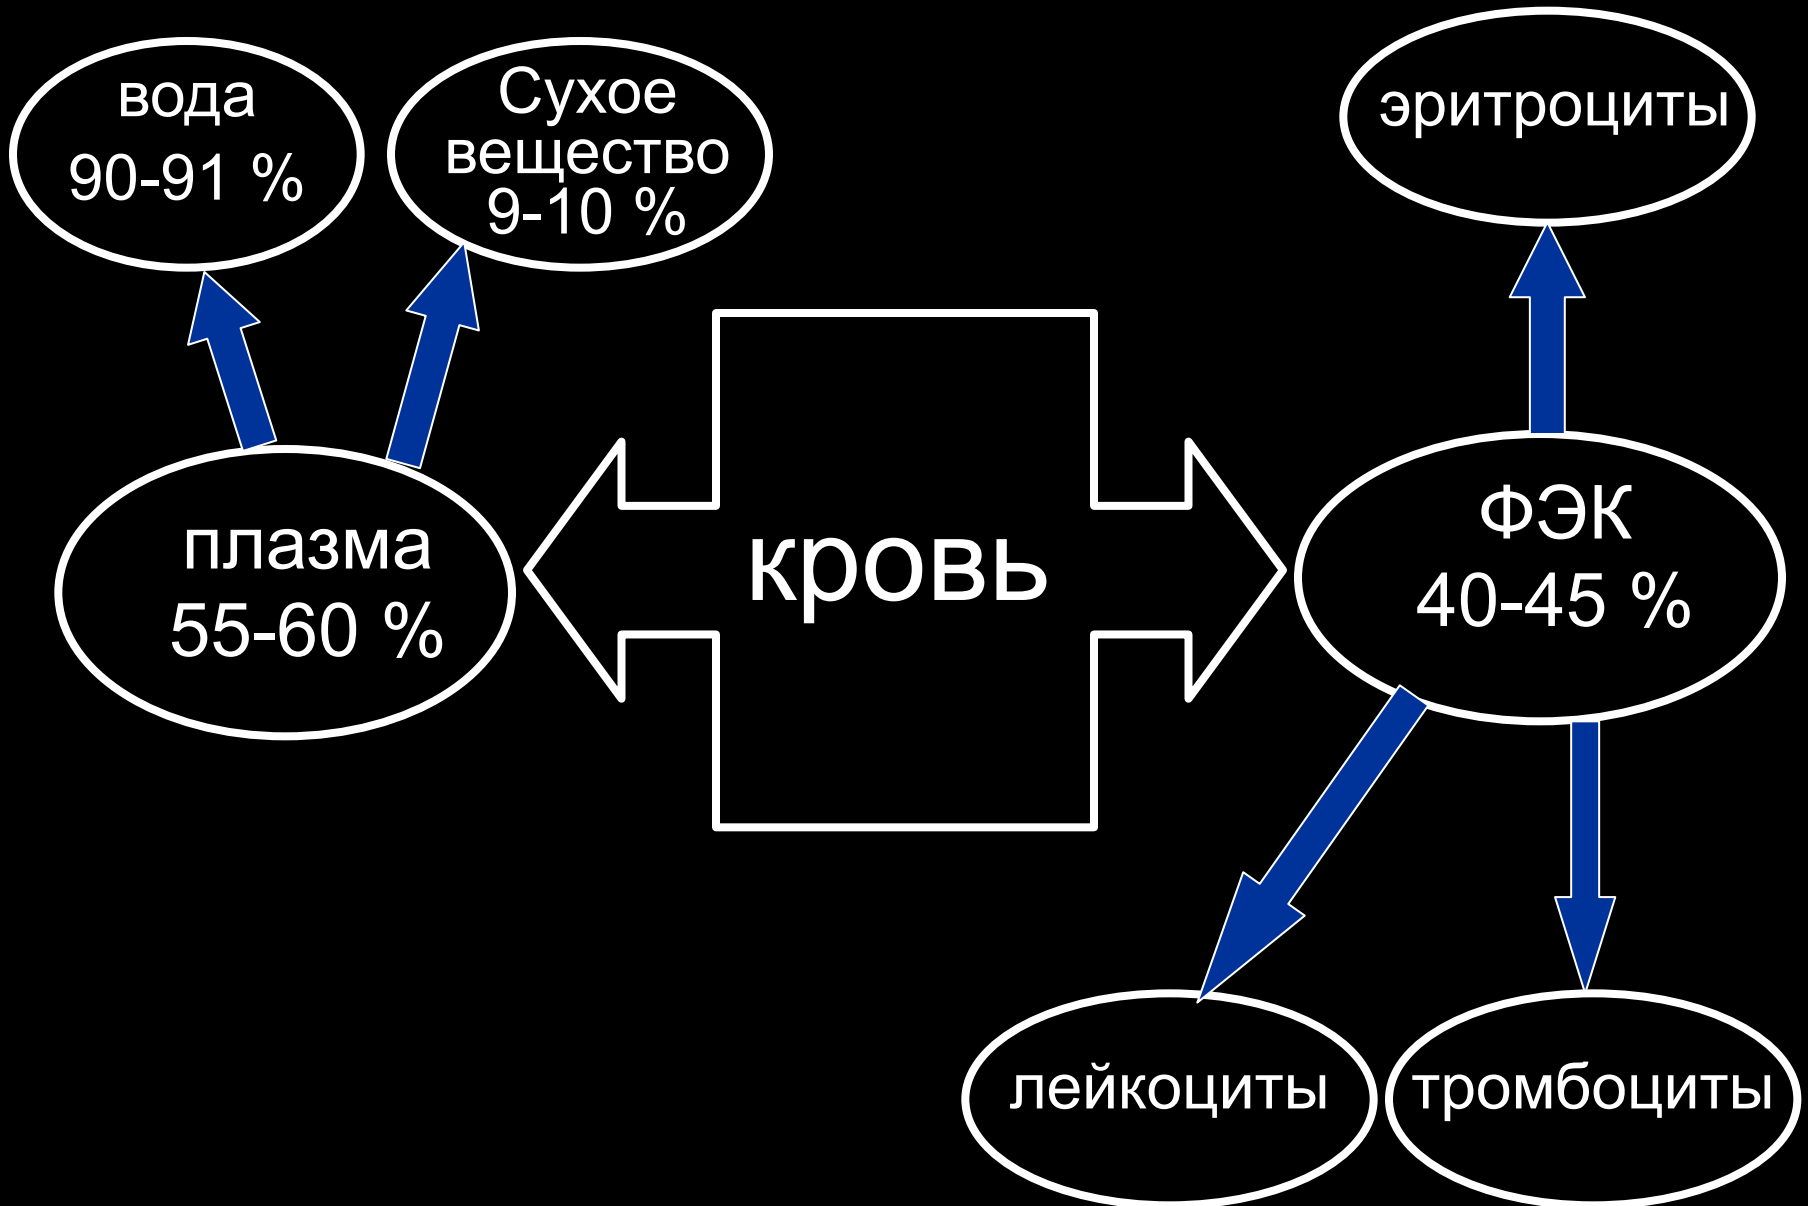 вода
90-91 %
Сухое
вещество
9-10 %
эритроциты
плазма
55-60 %
кровь
ФЭК
40-45 %
лейкоциты
тромбоциты